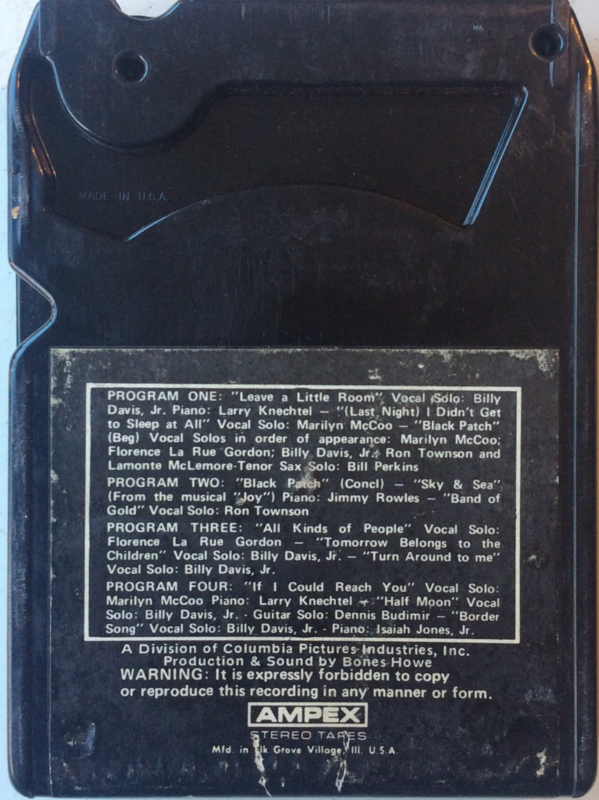 MADE IN U.S.A.
PROGRAM ONE: "Leave a Little Room" Vocal Solo: Billy
Davis, Jr. Piano: Larry Knechtel – "(Last Night) I Didn't Get
to Sleep at All" Vocal Solo: Marilyn McCoo – "Black Patch"
(Beg) Vocal Solos in order of appearance: Marilyn McCoo;
Florence La Rue Gordon; Billy Davis, Jr.; Ron Townson and
Lamonte McLemore-Tenor Sax Solo: Bill Perkins
PROGRAM TWO: "Black Patch" (Concl) – "Sky & Sea"
(From the musical "Joy") Piano: Jimmy Rowles – "Band of
Gold" Vocal Solo: Ron Townson
PROGRAM THREE: "All Kinds of People" Vocal Solo:
Florence La Rue Gordon – "Tomorrow Belongs to the
Children" Vocal Solo: Billy Davis, Jr. – "Turn Around to me"
Vocal Solo: Billy Davis, Jr.
PROGRAM FOUR: "If I Could Reach You" Vocal Solo:
Marilyn McCoo Piano: Larry Knechtel – "Half Moon" Vocal
Solo: Billy Davis, Jr. - Guitar Solo: Dennis Budimir – "Border
Song" Vocal Solo: Billy Davis, Jr. - Piano: Isaiah Jones, Jr.
A Division of Columbia Pictures Industries, Inc.
Production & Sound by Bones Howe
WARNING: It is expressly forbidden to copy
or reproduce this recording in any manner or form.
AMPEX
STEREO TAPES
Mfd. in Elk Grove Village, Ill. U.S.A.